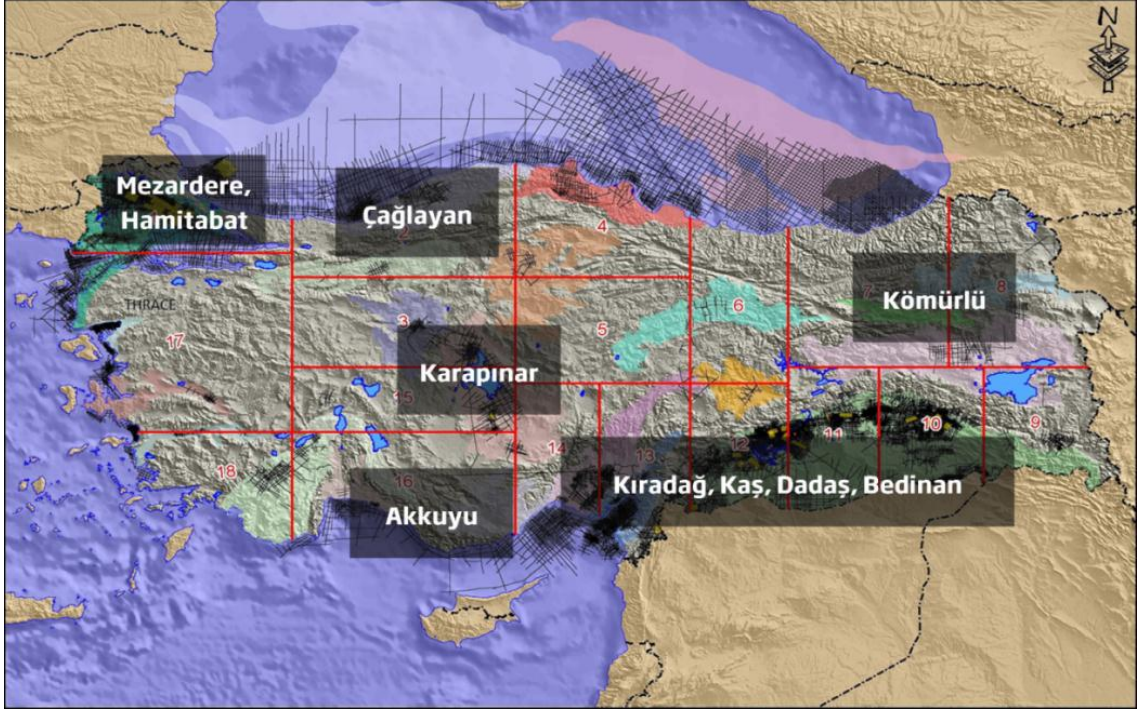 N
Mezardere,
Hamitabat
Çağlayan
4
Kömürlü
8
THRACE
3
5
6
17
Karapınar
15
14
13
12
11
10
9
18
16
Akkuyu
Kıradağ, Kaş, Dadaş, Bedinan